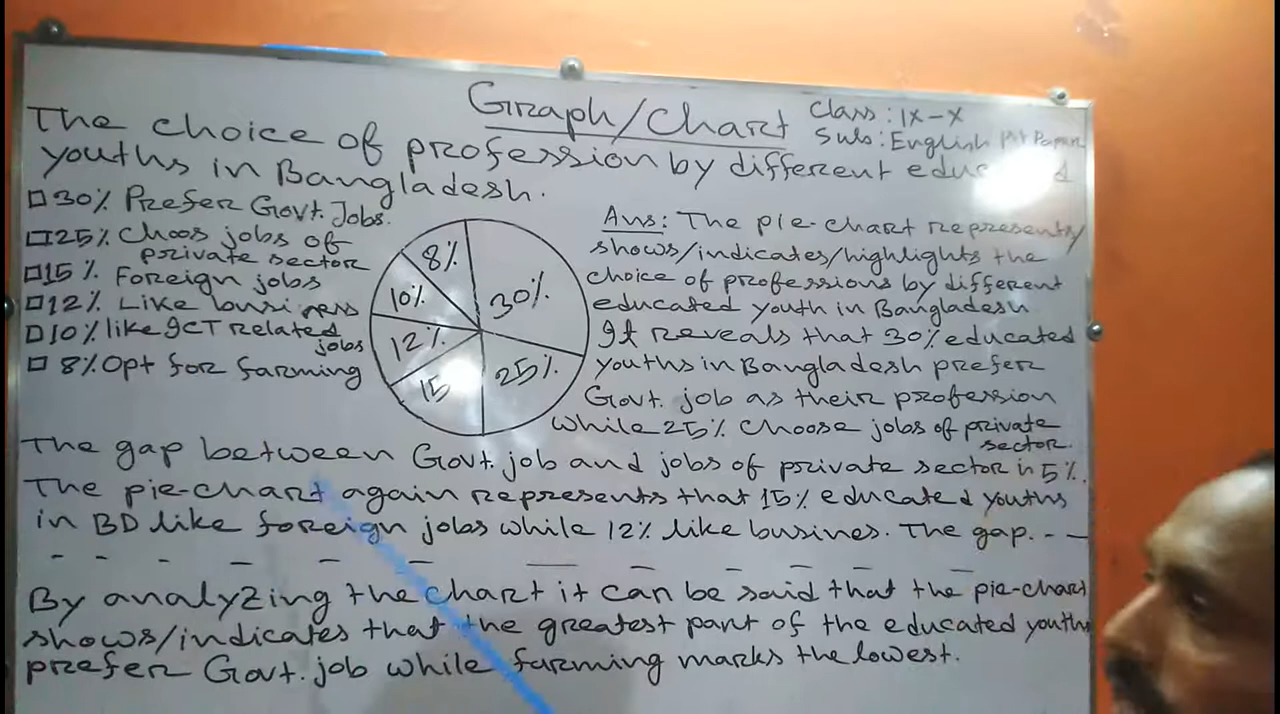 Graph/Chart
Class: IX-X
Sub: English
The choice of profession by different
youths in Bangladesh.
30% Prefer Govt. Jobs.
25% Choos jobs of
private sector
15% Foreign jobs
12% Like business
10% like ICT Related
jobs
8% Opt for farming
8%
30%
10%
12%
15
25%
Ans: The pie-chart represents/
shows/indicates/highlights the
choice of professions by different
educated youth in Bangladesh
It reveals that 30% educated
youths in Bangladesh prefer
Govt. job as their profession
while 25% choose jobs of private
sector.
The gap between Govt. job and jobs of private sector is 5%.
The pie-chart again represents that 15% educated youths
in BD like foreign jobs while 12% like busines. The gap. - -
- - - - - - - - - - - -
By analyzing the chart it can be said that the pie-chart
shows/indicates that the greatest part of the educated youths
prefer Govt. job while farming marks the lowest.